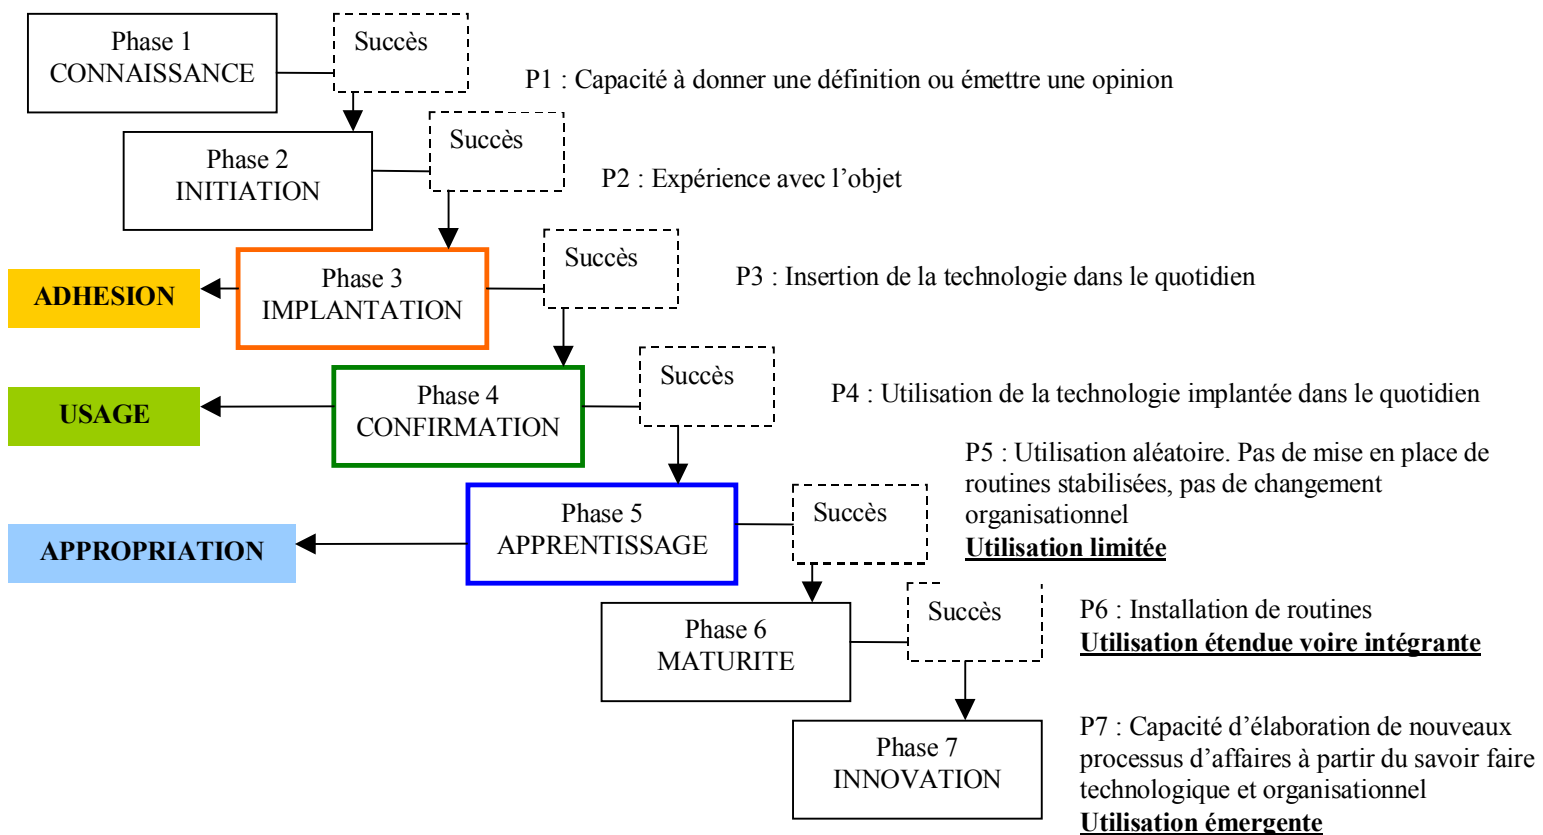 Phase 1
CONNAISSANCE
Succès
P1 : Capacité à donner une définition ou émettre une opinion
Phase 2
INITIATION
Succès
P2 : Expérience avec l’objet
ADHESION
Phase 3
IMPLANTATION
Succès
P3 : Insertion de la technologie dans le quotidien
USAGE
Phase 4
CONFIRMATION
Succès
P4 : Utilisation de la technologie implantée dans le quotidien
APPROPRIATION
Phase 5
APPRENTISSAGE
Succès
P5 : Utilisation aléatoire. Pas de mise en place de
routines stabilisées, pas de changement
organisationnel
Utilisation limitée
Phase 6
MATURITE
Succès
P6 : Installation de routines
Utilisation étendue voire intégrante
Phase 7
INNOVATION
P7 : Capacité d’élaboration de nouveaux
processus d’affaires à partir du savoir faire
technologique et organisationnel
Utilisation émergente